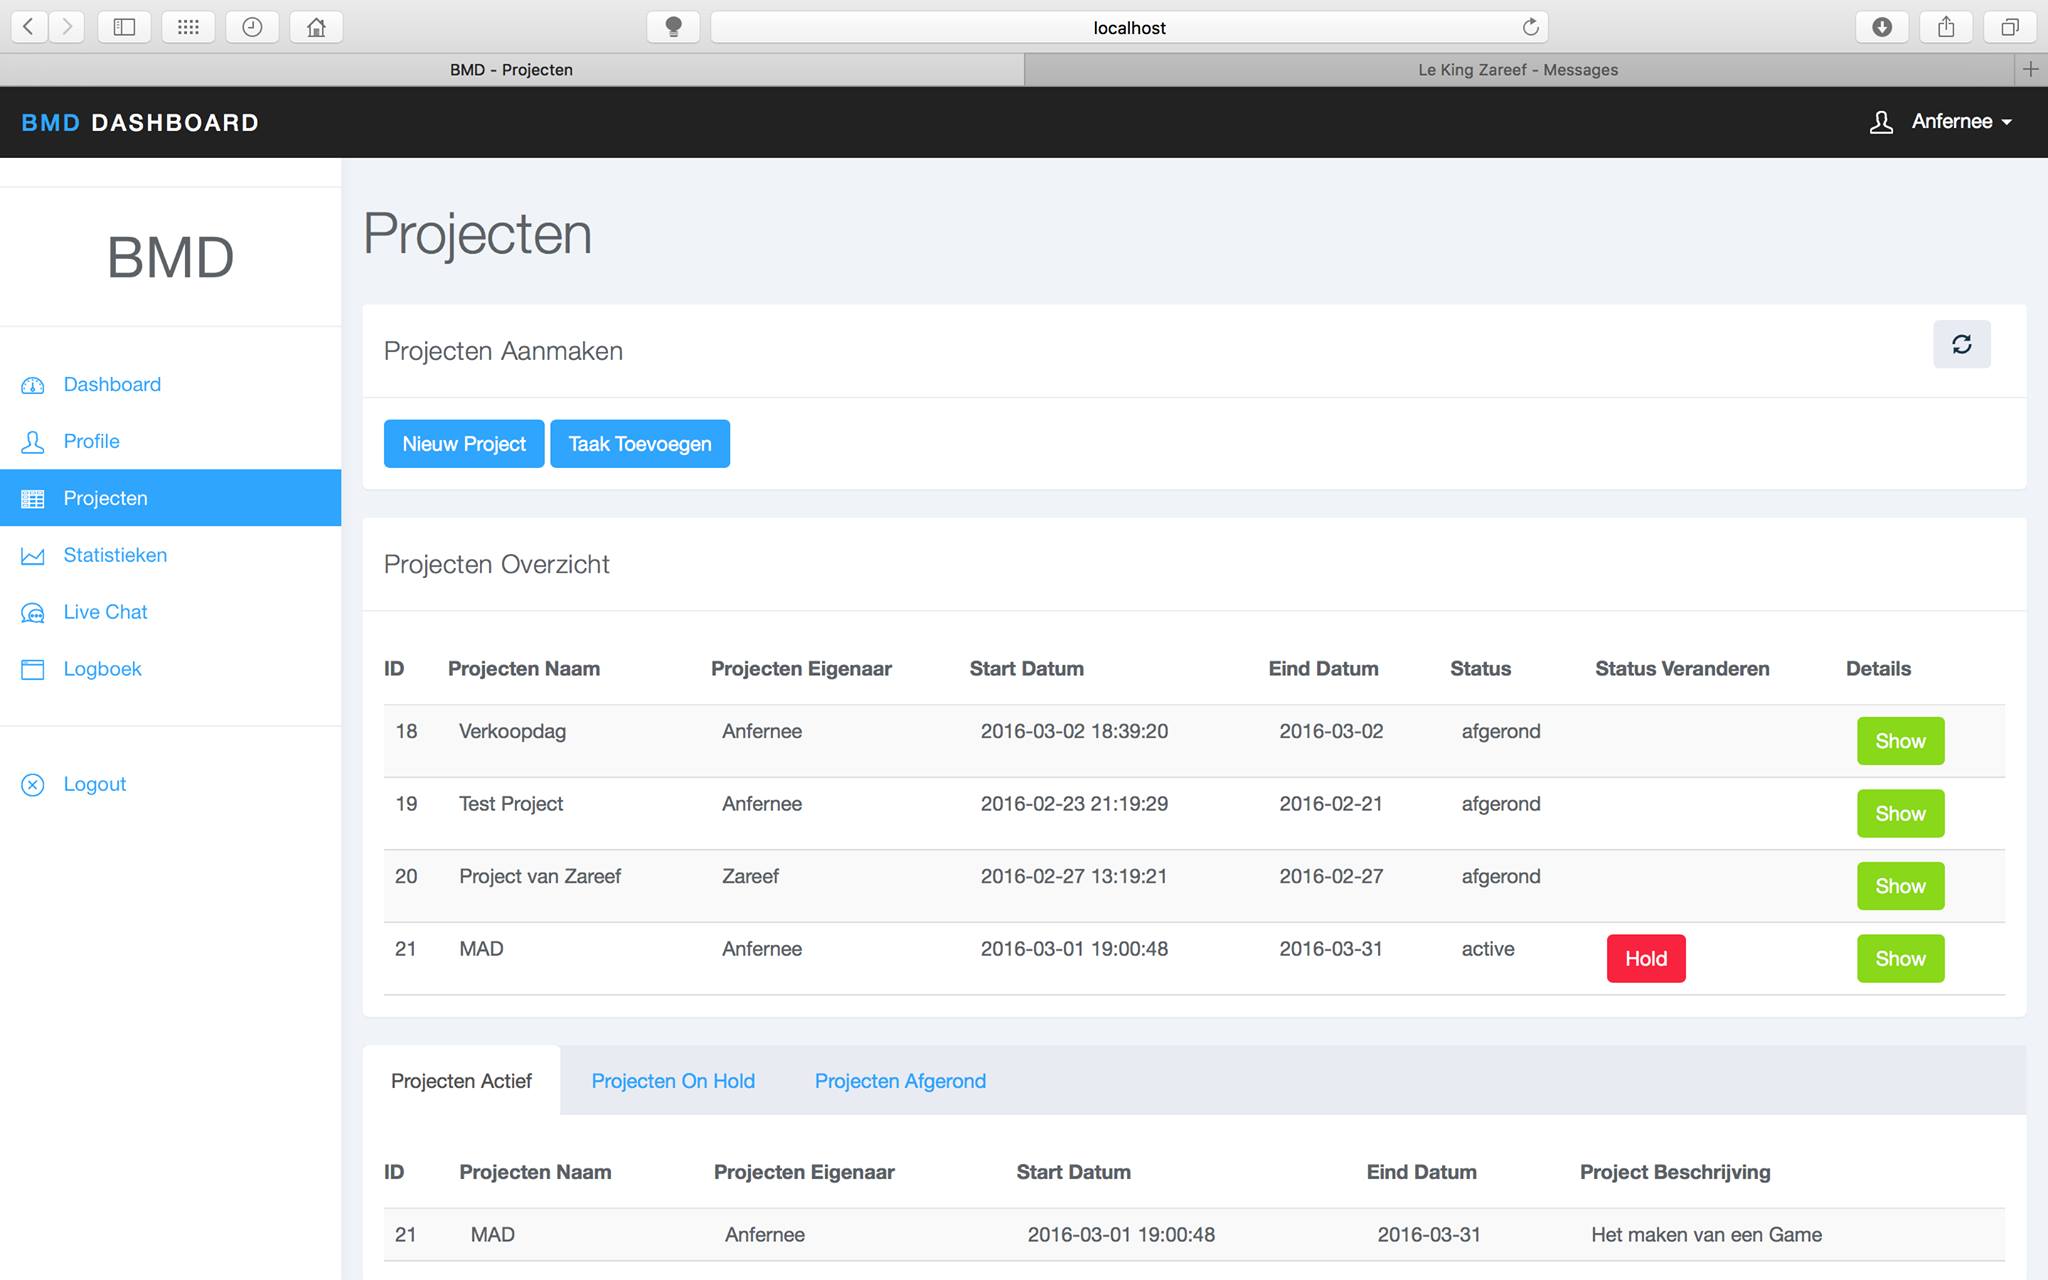 localhost
BMD - Projecten
Le King Zareef - Messages
BMD DASHBOARD
Anfernee
BMD
Dashboard
Profile
Projecten
Statistieken
Live Chat
Logboek
Logout
Projecten
Projecten Aanmaken
Nieuw Project Taak Toevoegen
Projecten Overzicht
ID Projecten Naam Projecten Eigenaar Start Datum Eind Datum Status Status Veranderen Details
18 Verkoopdag Anfernee 2016-03-02 18:39:20 2016-03-02 afgerond Show
19 Test Project Anfernee 2016-02-23 21:19:29 2016-02-21 afgerond Show
20 Project van Zareef Zareef 2016-02-27 13:19:21 2016-02-27 afgerond Show
21 MAD Anfernee 2016-03-01 19:00:48 2016-03-31 active Hold Show
Projecten Actief Projecten On Hold Projecten Afgerond
ID Projecten Naam Projecten Eigenaar Start Datum Eind Datum Project Beschrijving
21 MAD Anfernee 2016-03-01 19:00:48 2016-03-31 Het maken van een Game